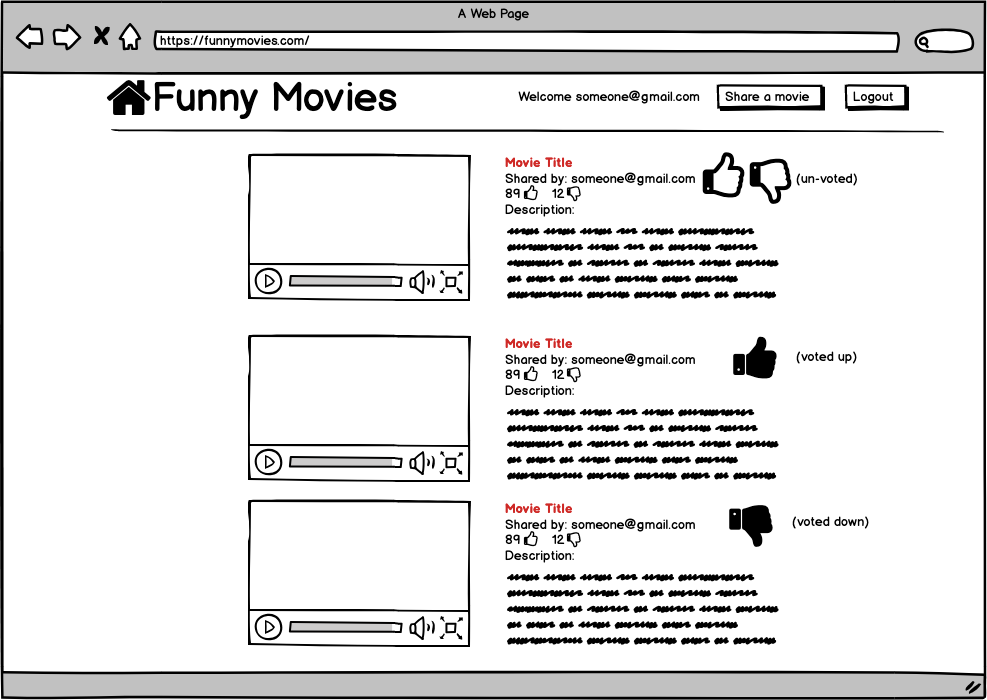 A Web Page
https://funnymovies.com/
Funny Movies
Welcome someone@gmail.com
Share a movie
Logout
Movie Title
Shared by: someone@gmail.com
(un-voted)
89 12
Description:
Movie Title
Shared by: someone@gmail.com
(voted up)
89 12
Description:
Movie Title
Shared by: someone@gmail.com
(voted down)
89 12
Description: